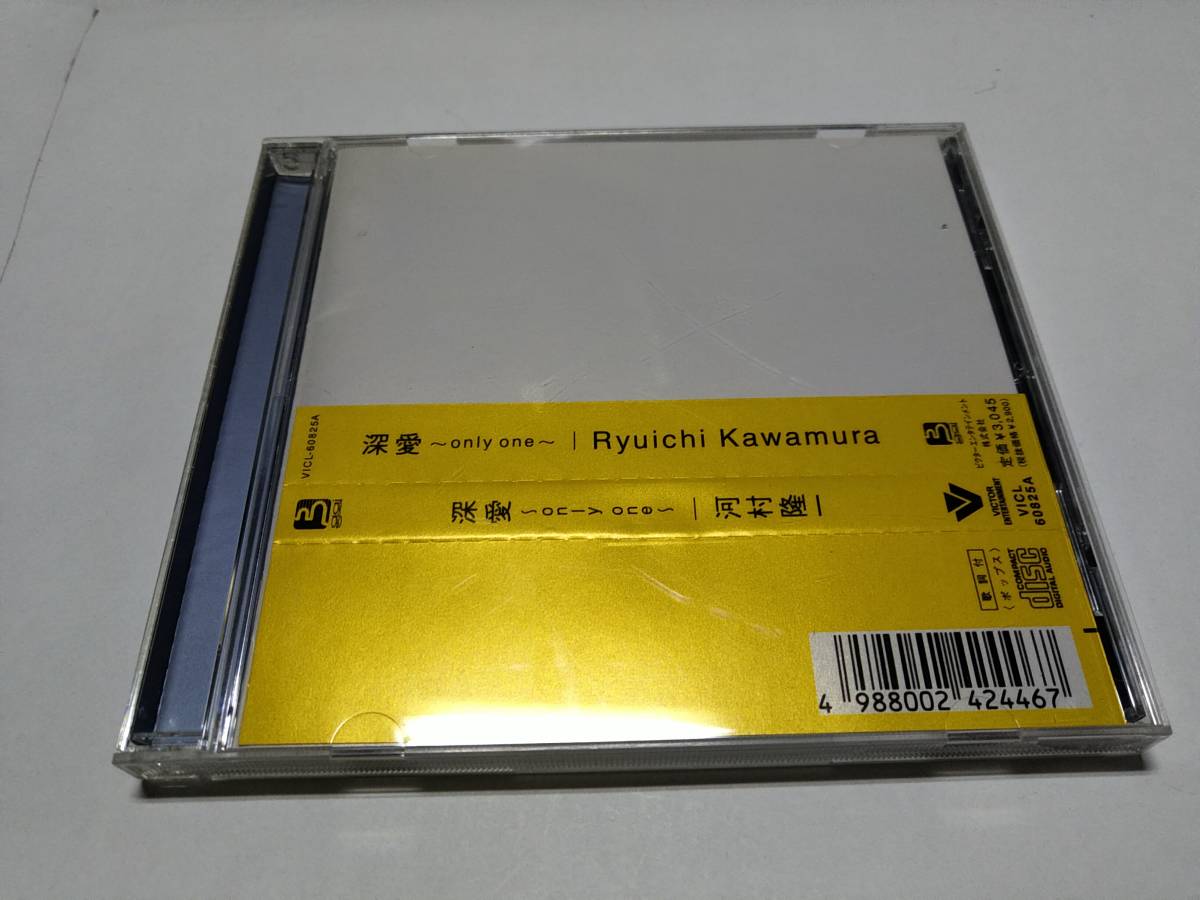 VICL-60825A
深愛 ~only one~ | Ryuichi Kawamura
ビクターエンタテインメント
株式会社
定価¥3,045
(税抜価格¥2,900)
深愛 ~only one~ | 河村隆一
VICTOR
ENTERTAINMENT
VICL
60825A
歌詞付
〈ポップス〉
COMPACT
disc
DIGITAL AUDIO
4 988002 424467